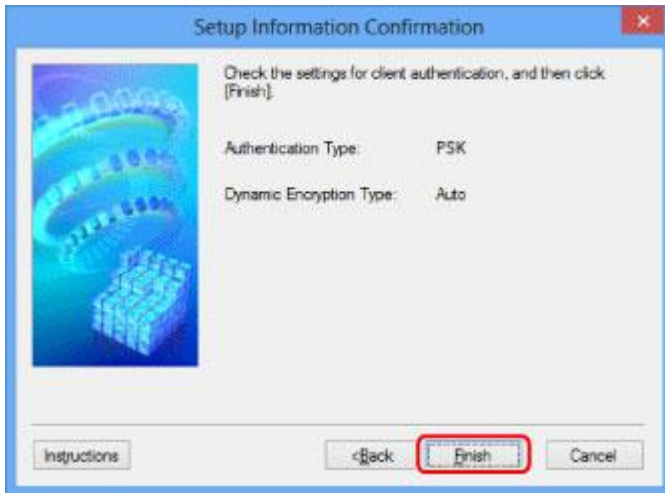 Setup Information Confirmation
Check the settings for client authentication, and then click
[Finish].
Authentication Type: PSK
Dynamic Encryption Type: Auto
Instructions <Back Finish Cancel